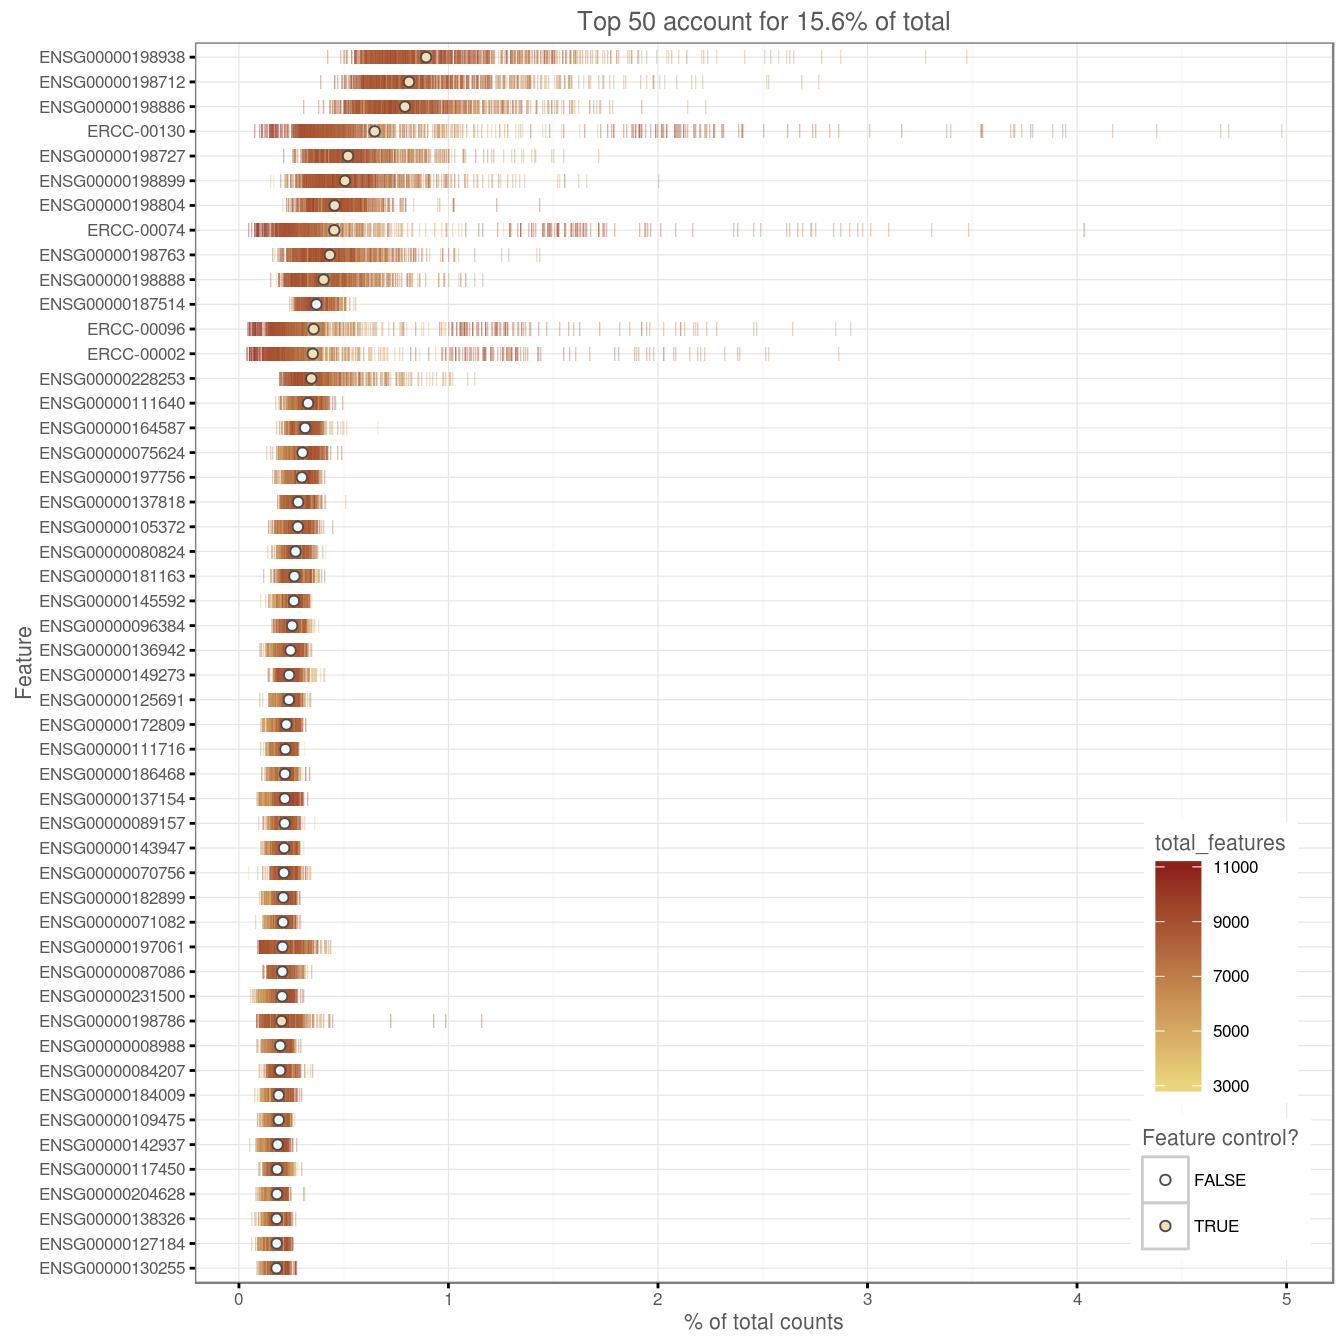 Top 50 account for 15.6% of total
ENSG00000198938
ENSG00000198712
ENSG00000198886
ERCC-00130
ENSG00000198727
ENSG00000198899
ENSG00000198804
ERCC-00074
ENSG00000198763
ENSG00000198888
ENSG00000187514
ERCC-00096
ERCC-00002
ENSG00000228253
ENSG00000111640
ENSG00000164587
ENSG00000075624
ENSG00000197756
ENSG00000137818
ENSG00000105372
ENSG00000080824
ENSG00000181163
ENSG00000145592
ENSG00000096384
ENSG00000136942
ENSG00000149273
ENSG00000125691
ENSG00000172809
ENSG00000111716
ENSG00000186468
ENSG00000137154
ENSG00000089157
ENSG00000143947
ENSG00000070756
ENSG00000182899
ENSG00000071082
ENSG00000197061
ENSG00000087086
ENSG00000231500
ENSG00000198786
ENSG00000008988
ENSG00000084207
ENSG00000184009
ENSG00000109475
ENSG00000142937
ENSG00000117450
ENSG00000204628
ENSG00000138326
ENSG00000127184
ENSG00000130255
Feature
0 1 2 3 4 5
% of total counts
total_features
11000
9000
7000
5000
3000
Feature control?
FALSE
TRUE